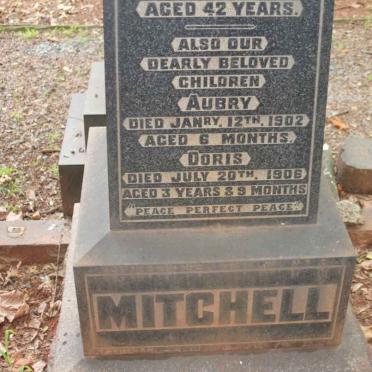 AGED 42 YEARS.
ALSO OUR
DEARLY BELOVED
CHILDREN
AUBRY
DIED JANRY. 12TH, 1902
AGED 6 MONTHS.
DORIS
DIED JULY 20TH, 1906
AGED 3 YEARS & 9 MONTHS
"PEACE PERFECT PEACE"
MITCHELL